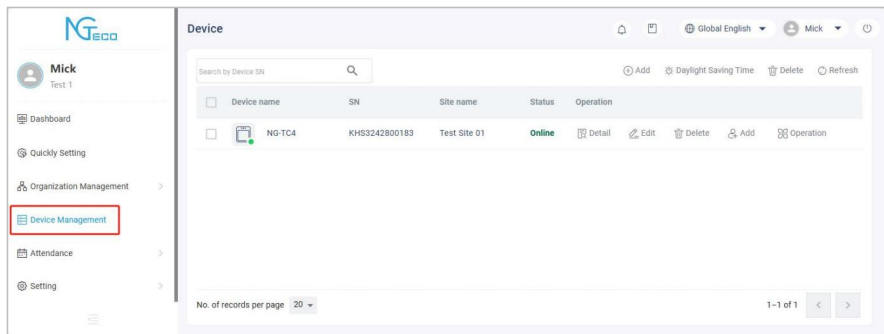 NGTECO
Mick
Test 1
Dashboard
Quickly Setting
Organization Management
Device Management
Attendance
Setting
Device
Global English
Mick
Search by Device SN
Add
Daylight Saving Time
Delete
Refresh
Device name SN Site name Status Operation
NG-TC4 KHS3242800183 Test Site 01 Online Detail Edit Delete Add Operation
No. of records per page 20
1–1 of 1